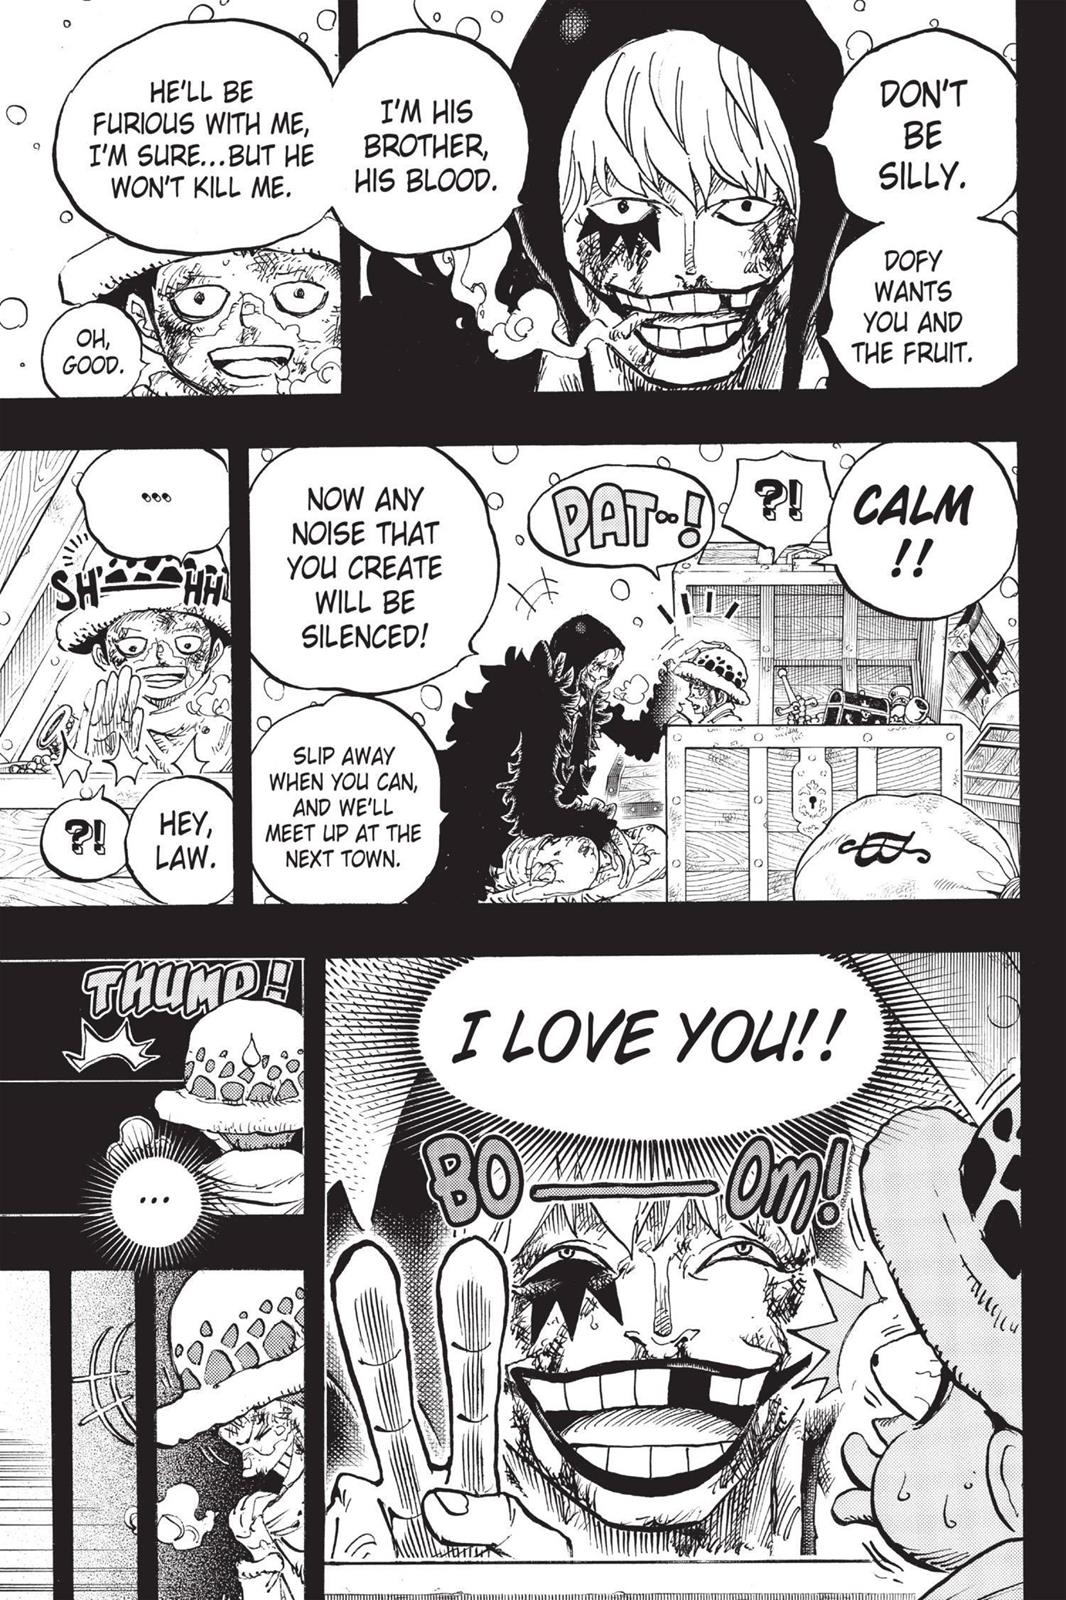 DON'T
BE
SILLY.
DOFY
WANTS
YOU AND
THE FRUIT.
I'M HIS
BROTHER,
HIS BLOOD.
HE'LL BE
FURIOUS WITH ME,
I'M SURE...BUT HE
WON'T KILL ME.
OH,
GOOD.
CALM
!!
?!
PAT..!
NOW ANY
NOISE THAT
YOU CREATE
WILL BE
SILENCED!
SLIP AWAY
WHEN YOU CAN,
AND WE'LL
MEET UP AT THE
NEXT TOWN.
...
SH HH
HEY,
LAW.
?!
I LOVE YOU!!
BO OM!
THUMP!
...